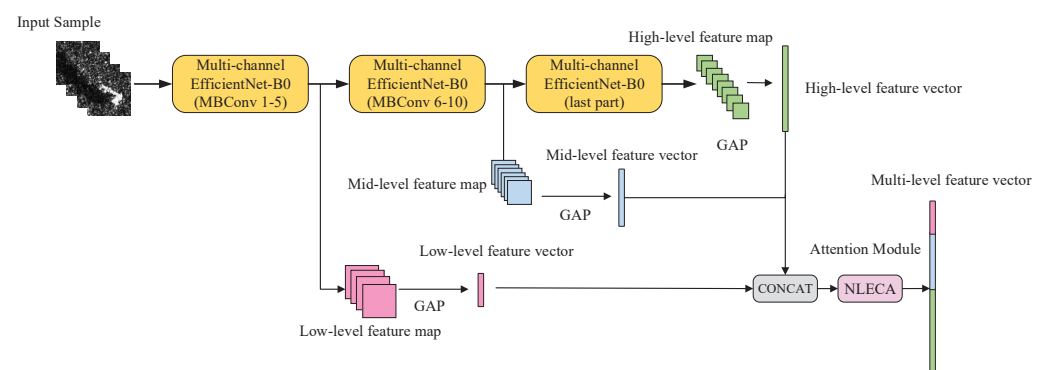 Input Sample
Multi-channel
EfficientNet-B0
(MBConv 1-5)
Multi-channel
EfficientNet-B0
(MBConv 6-10)
Multi-channel
EfficientNet-B0
(last part)
High-level feature map
GAP
High-level feature vector
Mid-level feature map
GAP
Mid-level feature vector
Low-level feature map
GAP
Low-level feature vector
CONCAT
Attention Module
NLECA
Multi-level feature vector